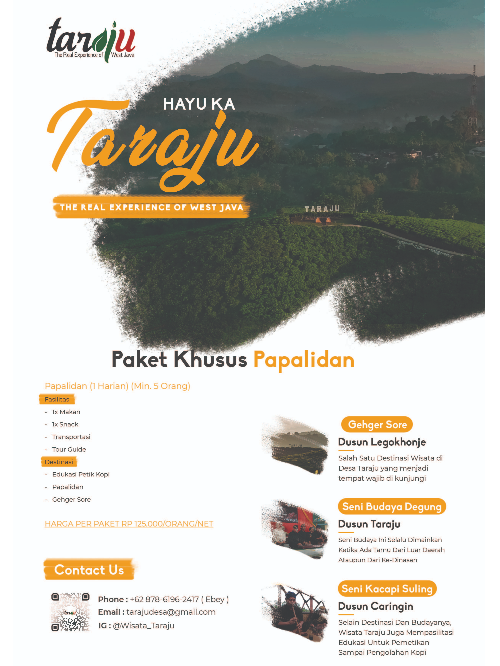 taraju
The Real Experience of West Java
HAYU KA
Taraju
THE REAL EXPERIENCE OF WEST JAVA
TARAJU
Paket Khusus Papalidan
Papalidan (1 Harian) (Min. 5 Orang)
Fasilitas
- 1x Makan
- 1x Snack
- Transportasi
- Tour Guide
Destinasi
- Edukasi Petik Kopi
- Papalidan
- Gehger Sore
HARGA PER PAKET RP 125.000/ORANG/NET
Contact Us
Phone : +62 878-6196-2417 ( Ebey )
Email : tarajudesa@gmail.com
IG : @Wisata_Taraju
Gehger Sore
Dusun Legokhonje
Salah Satu Destinasi Wisata di
Desa Taraju yang menjadi
tempat wajib di kunjungi
Seni Budaya Degung
Dusun Taraju
Seni Budaya Ini Selalu Dimainkan
Ketika Ada Tamu Dari Luar Daerah
Ataupun Dari Ke-Dinasan
Seni Kacapi Suling
Dusun Caringin
Selain Destinasi Dan Budayanya,
Wisata Taraju Juga Mempasilitasi
Edukasi Untuk Pemetikan
Sampai Pengolahan Kopi